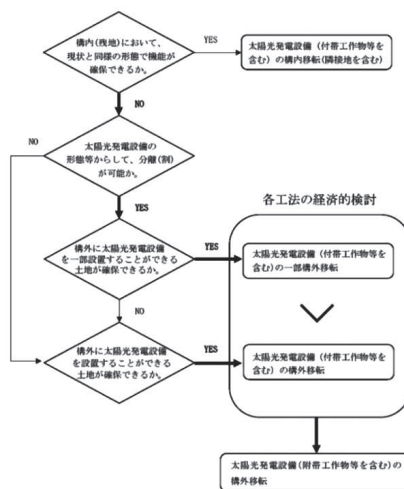 構内(残地)において、
現状と同様の形態で機能が
確保できるか。
YES
太陽光発電設備（付帯工作物等を
含む）の構内移転(隣接地を含む)
NO
NO
太陽光発電設備の
形態等からして、分離(割)
が可能か。
YES
各工法の経済的検討
構外に太陽光発電設備
を一部設置することができる
土地が確保できるか。
YES
太陽光発電設備（付帯工作物等を
含む)の一部構外移転
NO
構外に太陽光発電設備
を設置することができる
土地が確保できるか。
YES
太陽光発電設備（付帯工作物等を
含む）の構外移転
太陽光発電設備(附帯工作物等を含む)の
構外移転